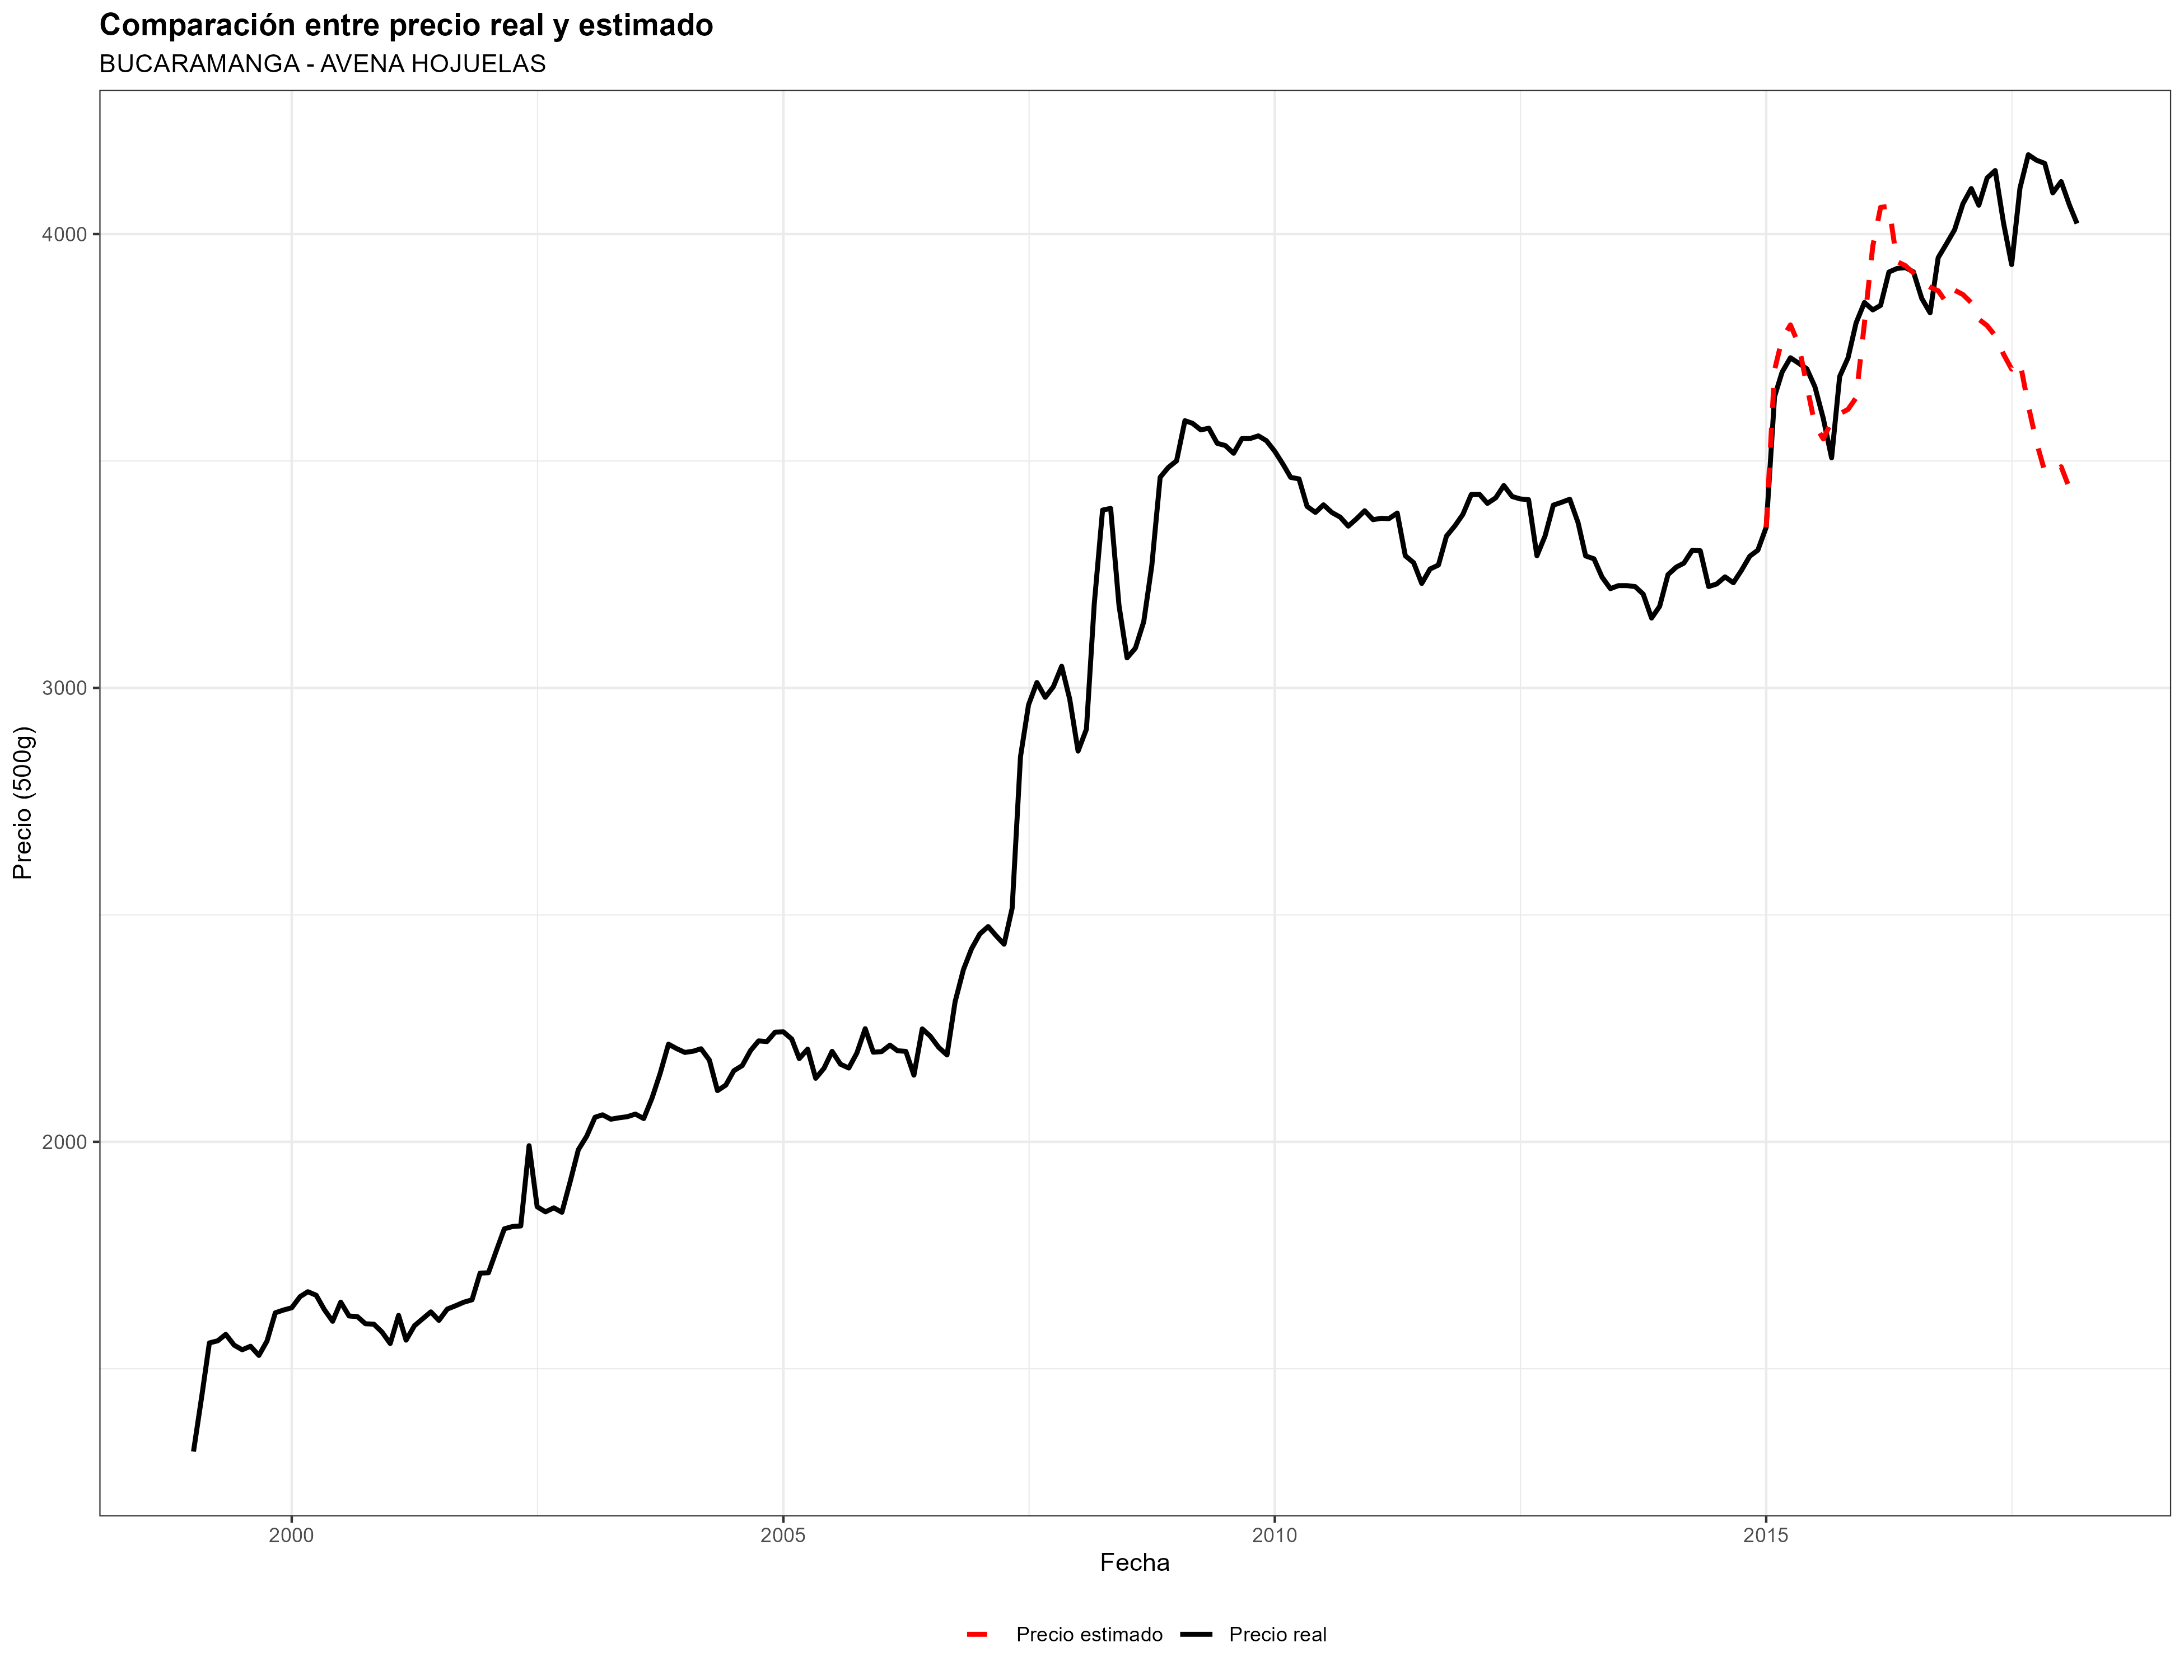 Comparación entre precio real y estimado
BUCARAMANGA - AVENA HOJUELAS
Precio (500g)
4000
3000
2000
2000
2005
2010
2015
Fecha
Precio estimado
Precio real